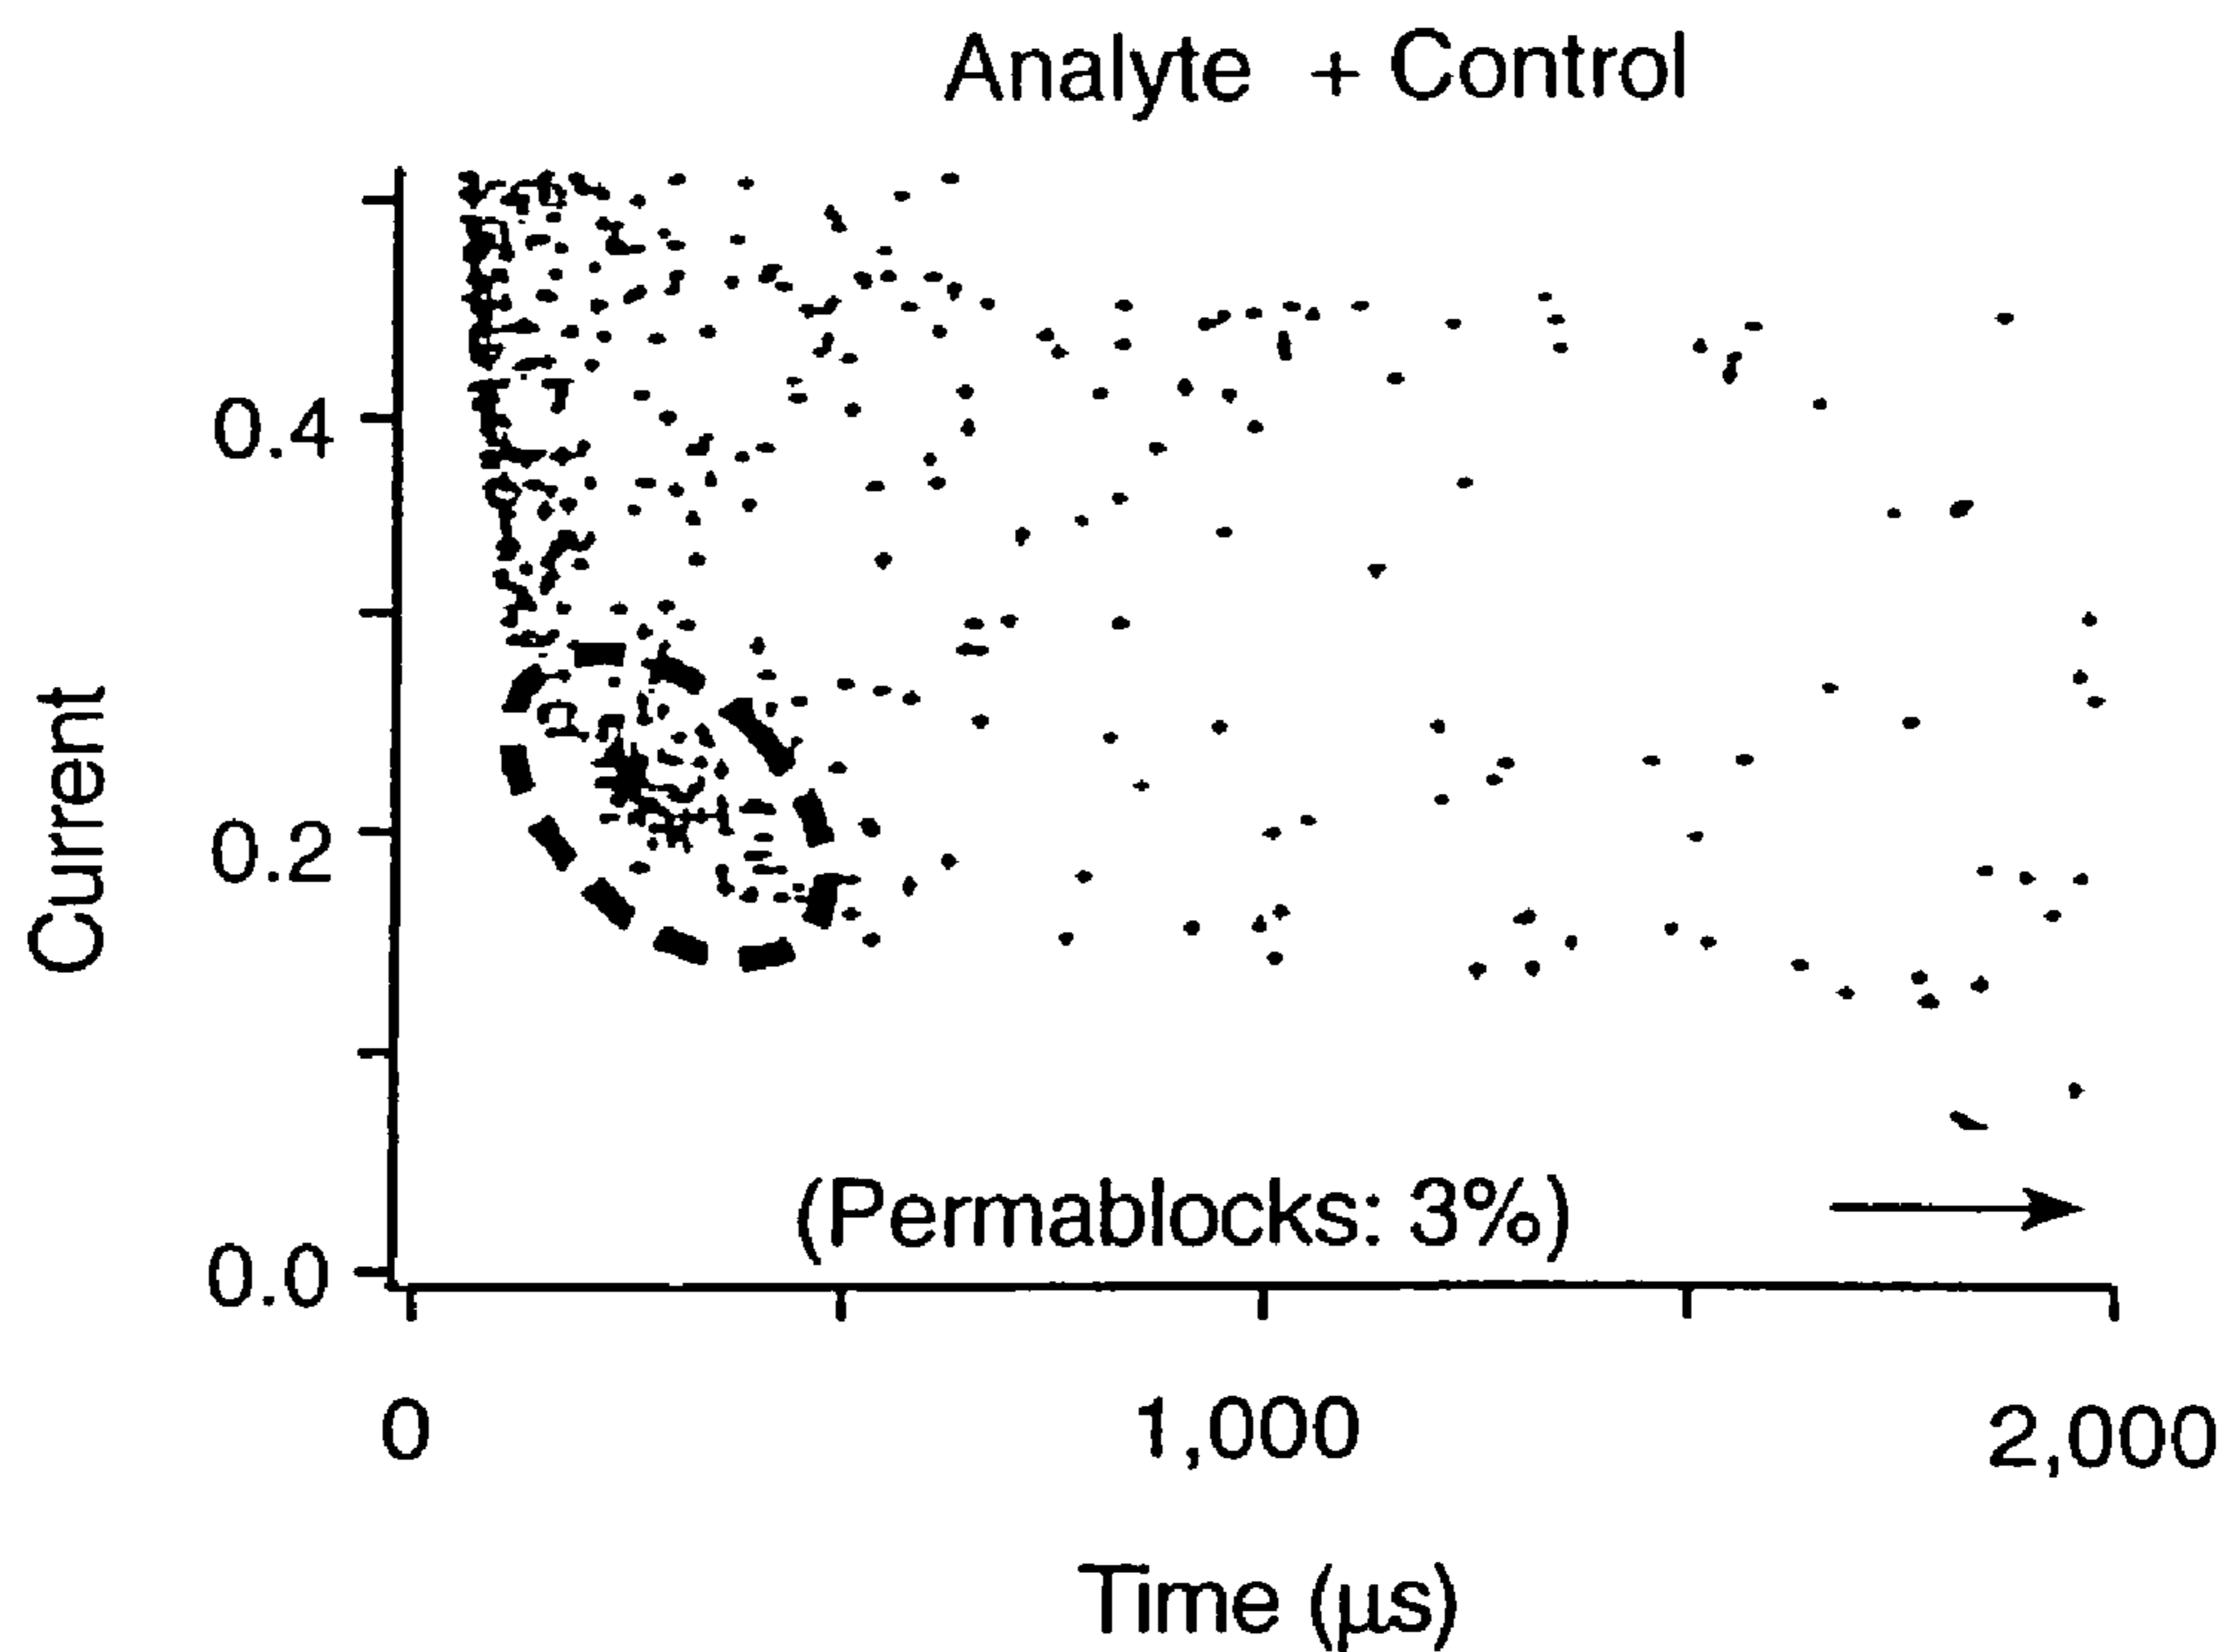 Analyte + Control
0.4
0.2
0.0
Current
(Permablocks: 3%)
0
1,000
2,000
Time (µs)